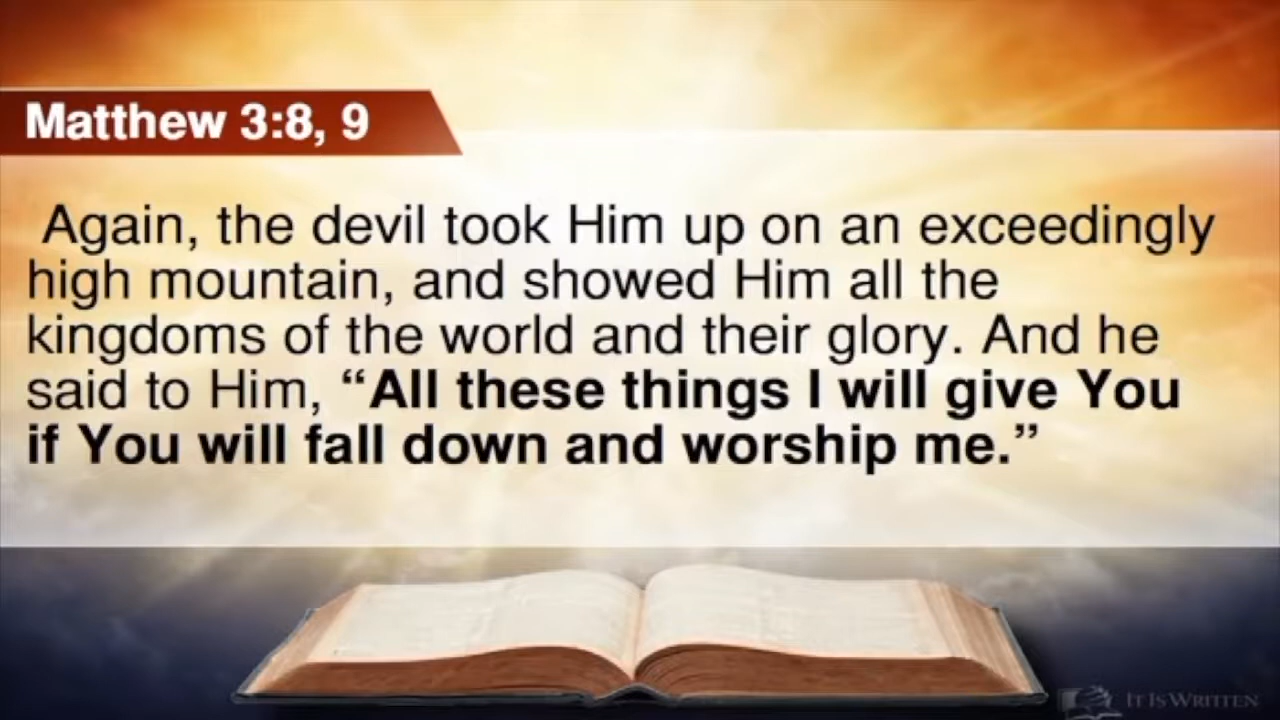 Matthew 3:8, 9
Again, the devil took Him up on an exceedingly
high mountain, and showed Him all the
kingdoms of the world and their glory. And he
said to Him, “All these things I will give You
if You will fall down and worship me.”
IT IS WRITTEN